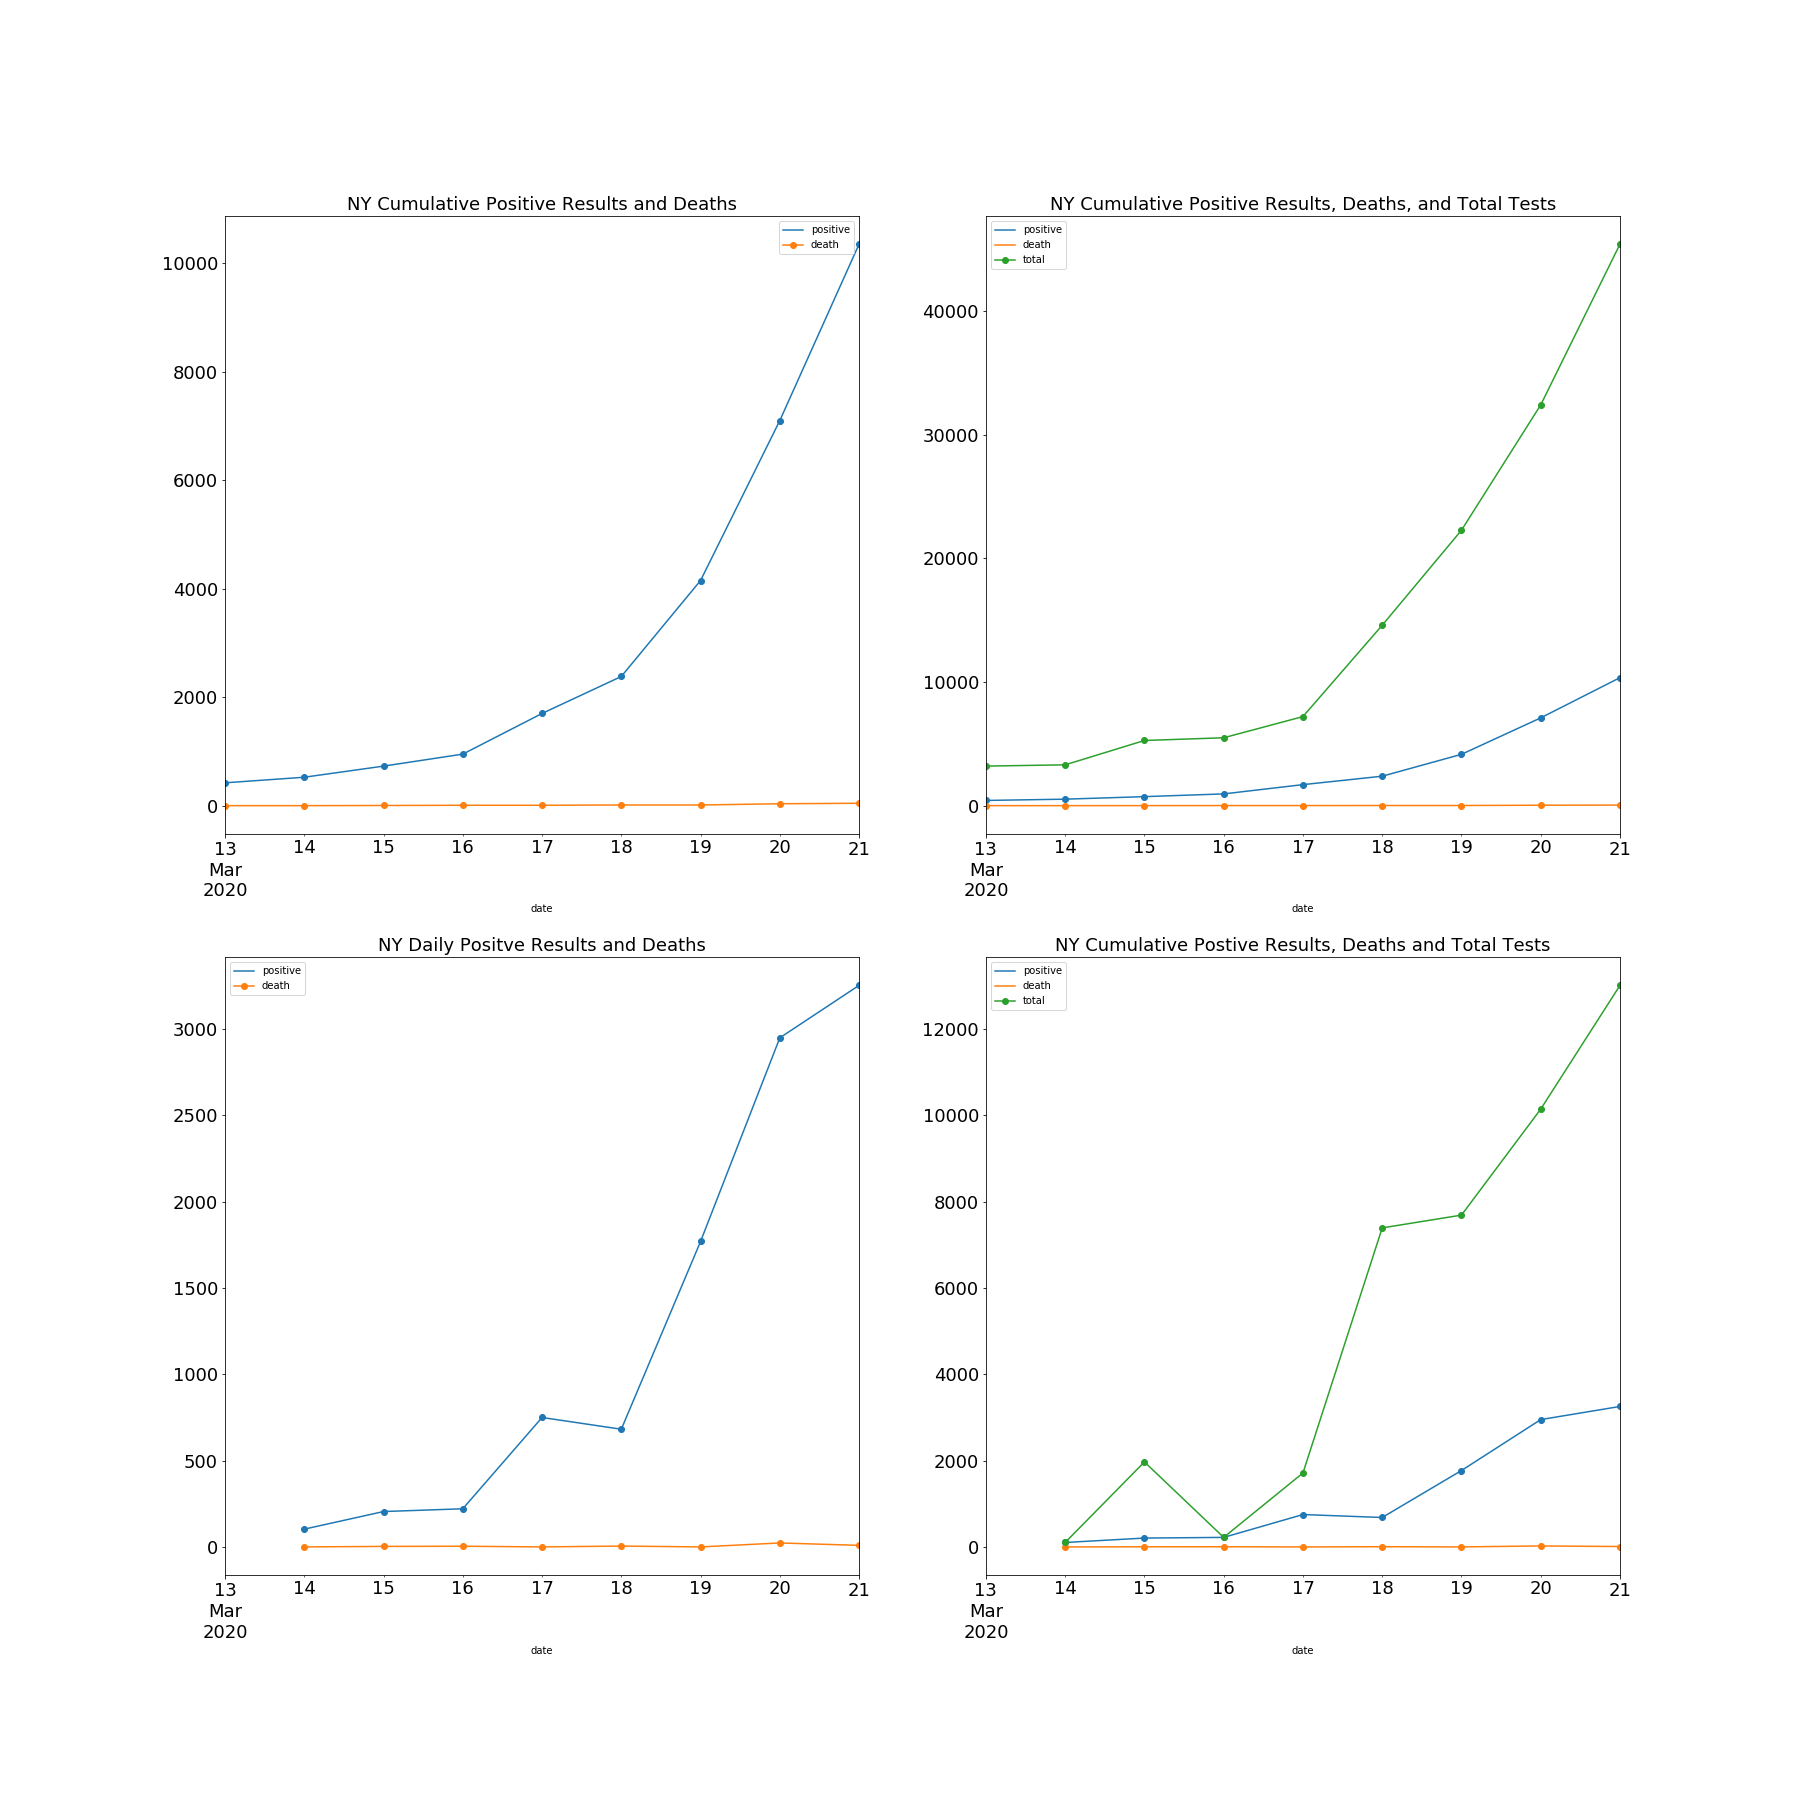 NY Cumulative Positive Results and Deaths
positive
death
10000
8000
6000
4000
2000
0
13 14 15 16 17 18 19 20 21
Mar
2020
date
NY Cumulative Positive Results, Deaths, and Total Tests
positive
death
total
40000
30000
20000
10000
0
13 14 15 16 17 18 19 20 21
Mar
2020
date
NY Daily Positve Results and Deaths
positive
death
3000
2500
2000
1500
1000
500
0
13 14 15 16 17 18 19 20 21
Mar
2020
date
NY Cumulative Postive Results, Deaths and Total Tests
positive
death
total
12000
10000
8000
6000
4000
2000
0
13 14 15 16 17 18 19 20 21
Mar
2020
date